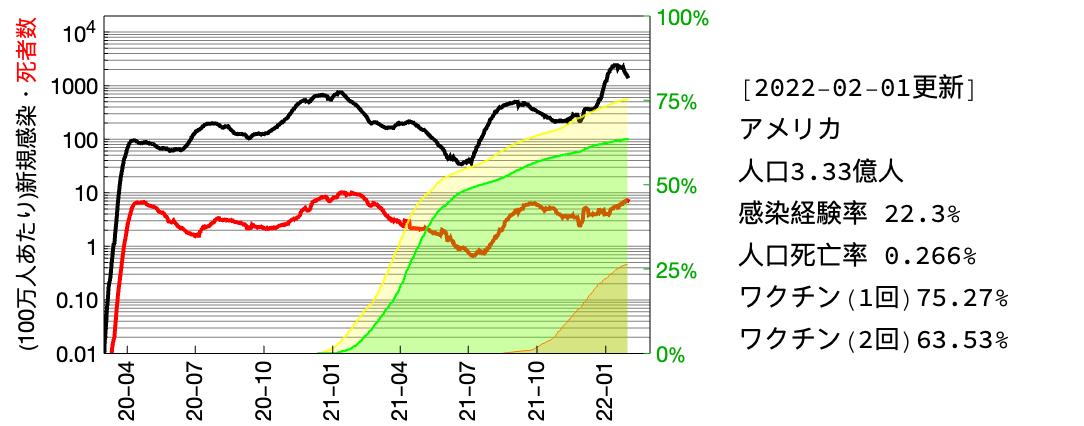 (100万人あたり)新規感染・死者数
10^4
1000
100
10
1
0.10
0.01
100%
75%
50%
25%
0%
20-04
20-07
20-10
21-01
21-04
21-07
21-10
22-01
[2022-02-01更新]
アメリカ
人口3.33億人
感染経験率 22.3%
人口死亡率 0.266%
ワクチン(1回)75.27%
ワクチン(2回)63.53%